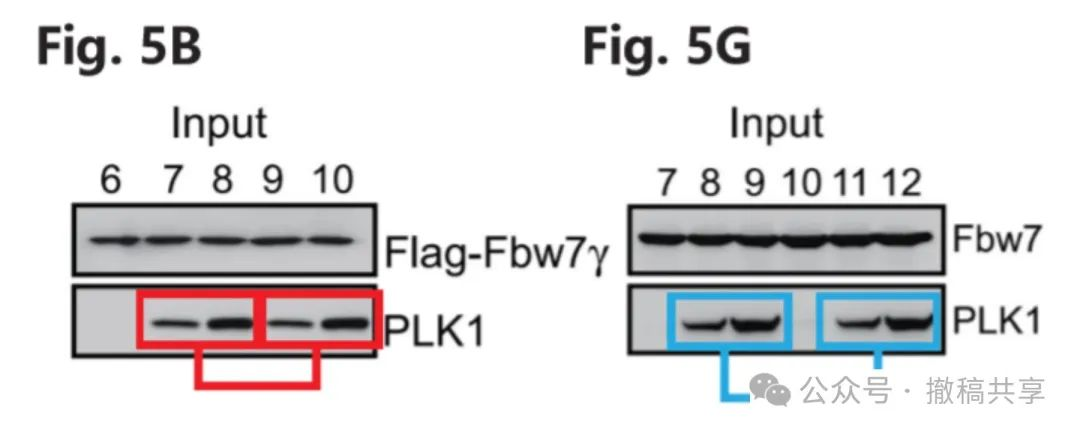 Fig. 5B
Input
6 7 8 9 10
Flag-Fbw7γ
PLK1
Fig. 5G
Input
7 8 9 10 11 12
Fbw7
PLK1
公众号 · 撤稿共享